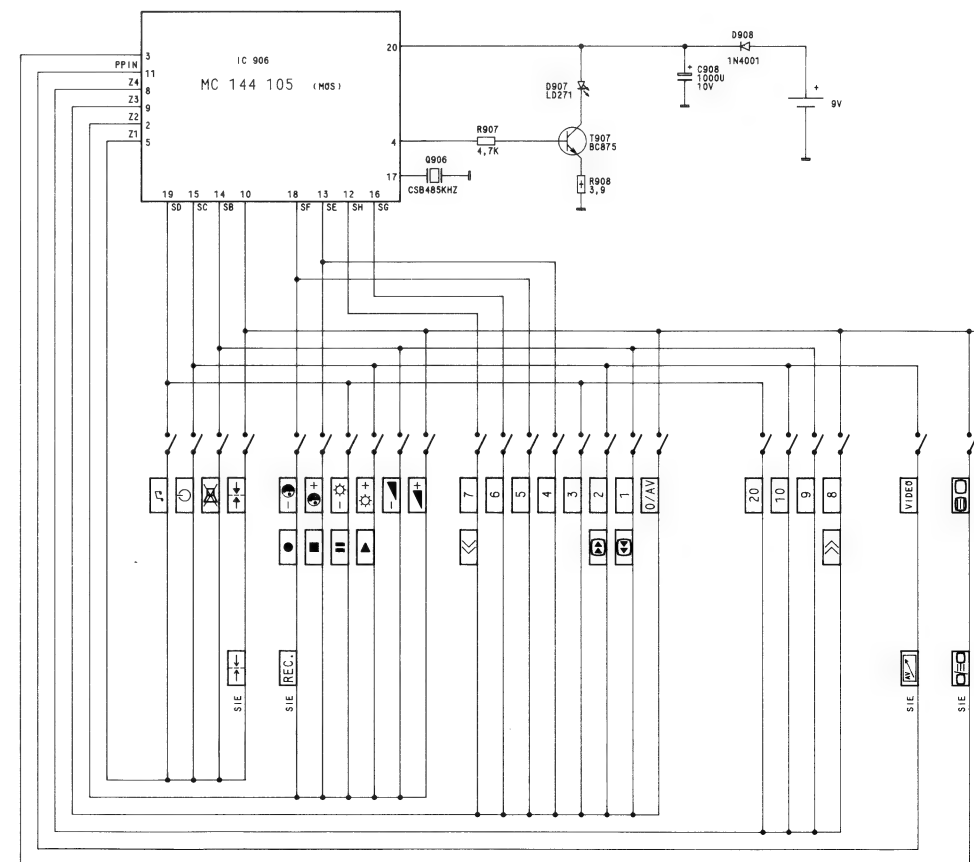 IC 906
MC 144 105 (MØS)
3
PPIN
11
Z4
8
Z3
9
Z2
2
Z1
5
20
4
17
19 SD
15 SC
14 SB
10
18 SF
13 SE
12 SH
16 SG
R907
4,7K
Q906
CSB485KHZ
D907
LD271
T907
BC875
R908
3,9
+ C908
1000U
10V
D908
1N4001
+
9V
- + - + - +
7
6
5
4
3
2
1
O/AV
20
10
9
8
VIDEØ
SIE
SIE
REC.
SIE
AV
SIE